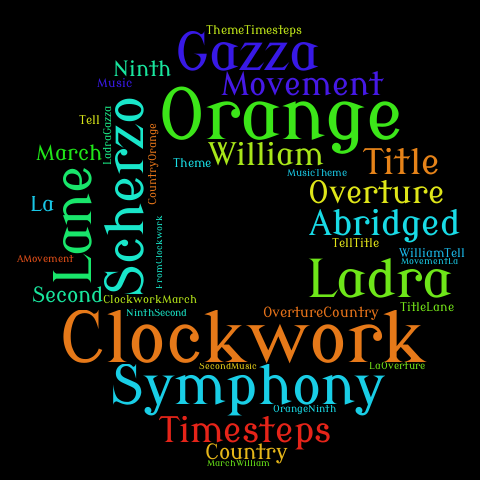 ThemeTimesteps
Gazza
Ninth
Movement
Music
Orange
Tell
LadraGazza
Scherzo
CountryOrange
March
Theme
William
MusicTheme
Title
Lane
Overture
La
Abridged
FromClockwork
TellTitle
WilliamTell
MovementLa
AMovement
Ladra
Second
ClockworkMarch
TitleLane
NinthSecond
OvertureCountry
Clockwork
SecondMusic
LaOverture
Symphony
OrangeNinth
Timesteps
Country
MarchWilliam